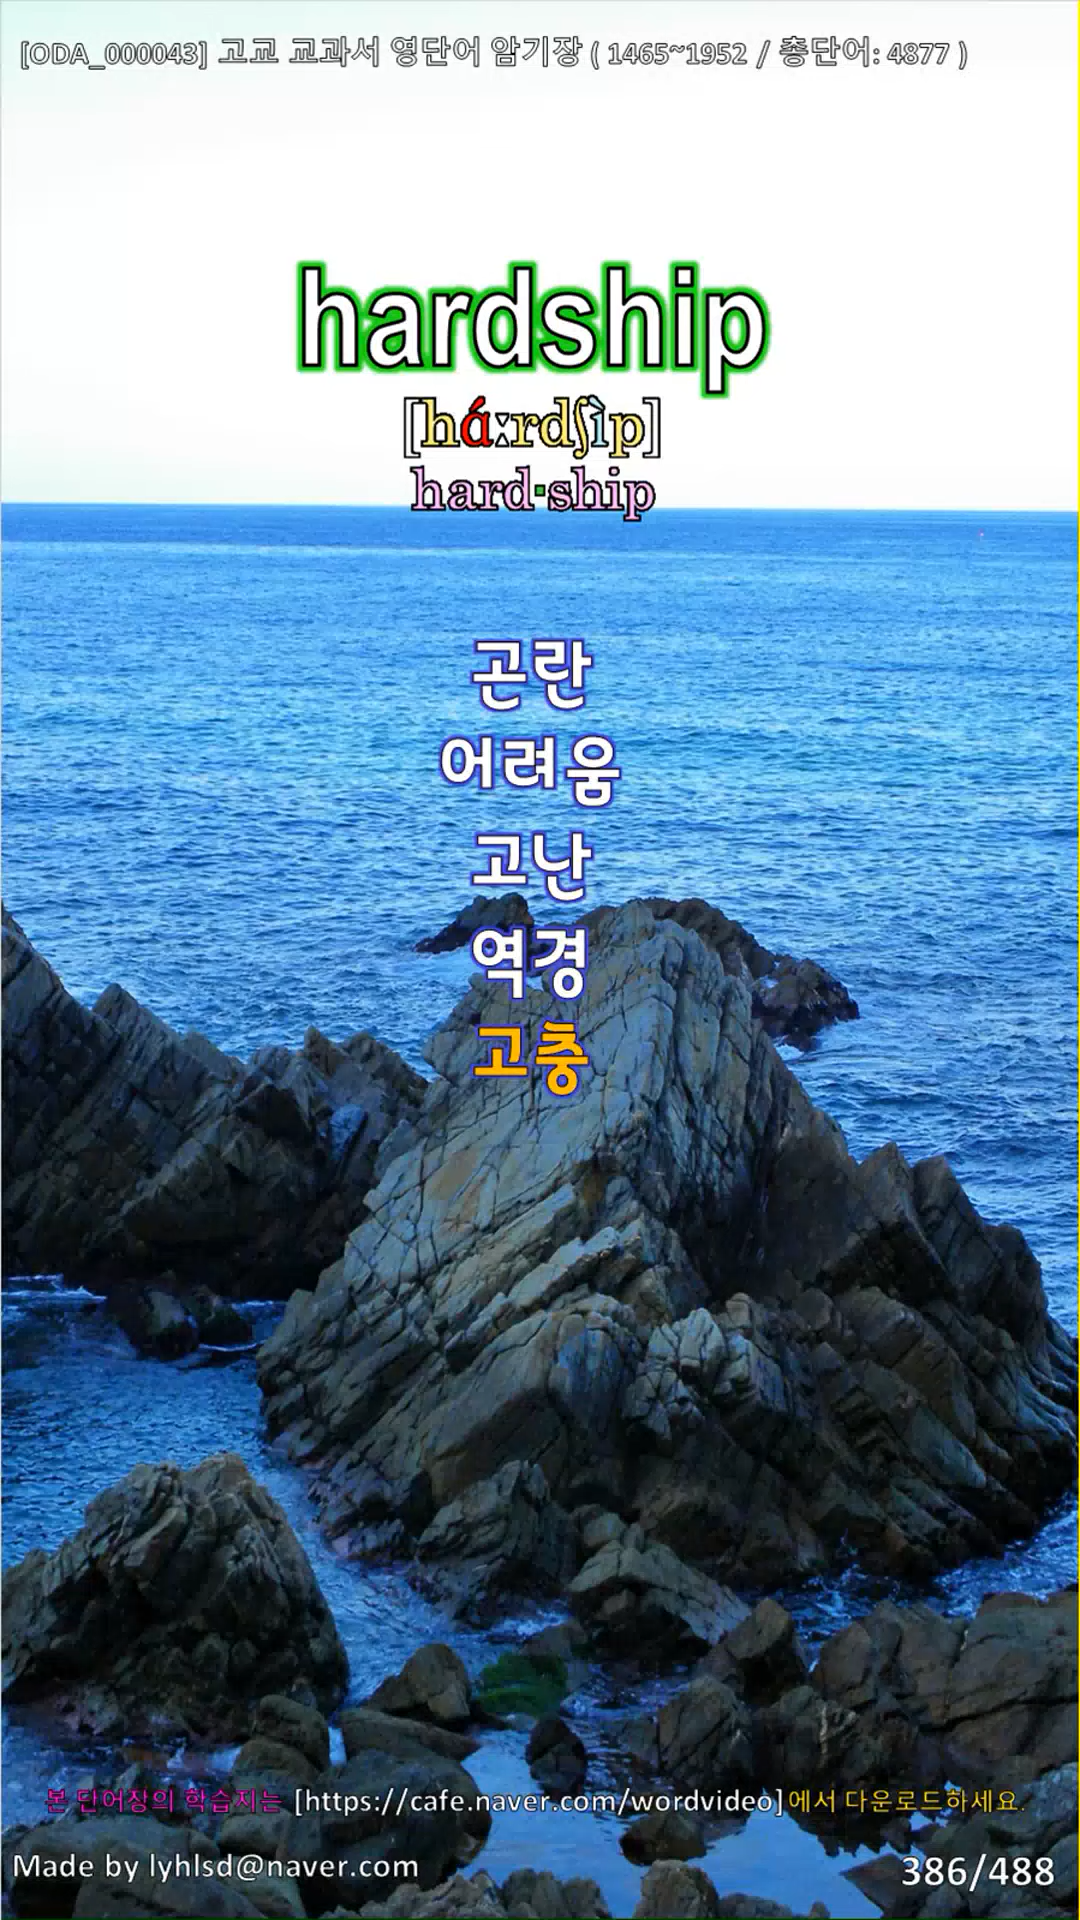 [ODA_000043] 고교 교과서 영단어 암기장 ( 1465~1952 / 총단어: 4877 )
hardship
[háːrdʃìp]
hard·ship
곤란
어려움
고난
역경
고충
본 단어장의 학습지는 [https://cafe.naver.com/wordvideo]에서 다운로드하세요.
Made by lyhlsd@naver.com
386/488